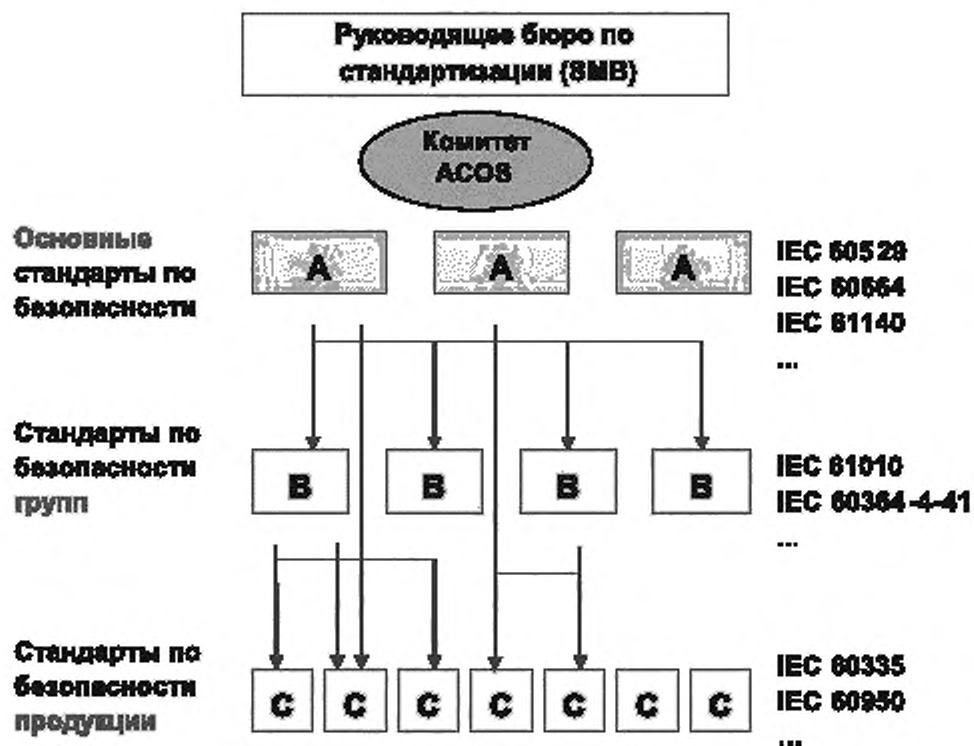 Руководящее бюро по
стандартизации (SMB)
Комитет
ACOS
Основные
стандарты по
безопасности
A
A
A
IEC 60529
IEC 60664
IEC 61140
...
Стандарты по
безопасности
групп
B
B
B
B
IEC 61010
IEC 60364-4-41
...
Стандарты по
безопасности
продукции
C
C
C
C
C
C
C
IEC 60335
IEC 60950
...